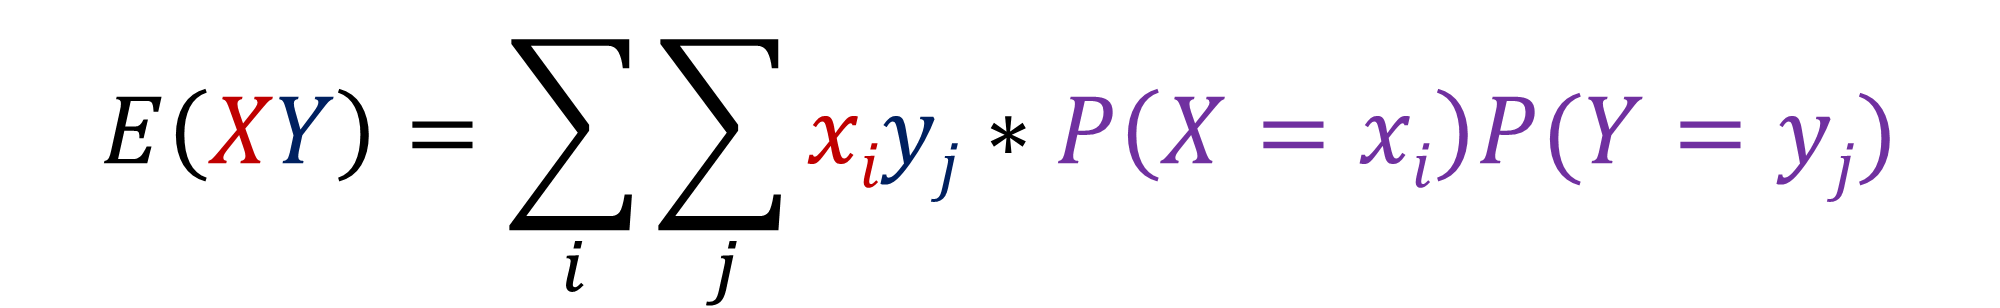 E(XY) = ∑_i ∑_j x_i y_j * P(X = x_i)P(Y = y_j)